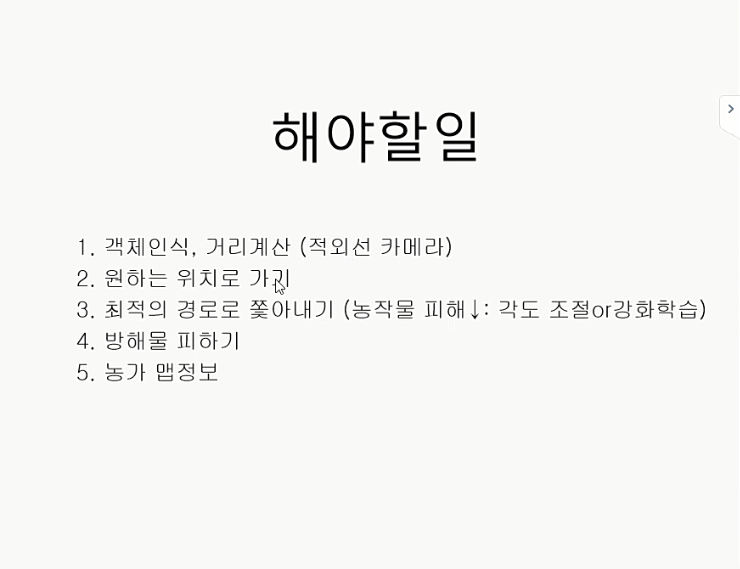 해야할일
1. 객체인식, 거리계산 (적외선 카메라)
2. 원하는 위치로 가기
3. 최적의 경로로 쫓아내기 (농작물 피해↓: 각도 조절or강화학습)
4. 방해물 피하기
5. 농가 맵정보